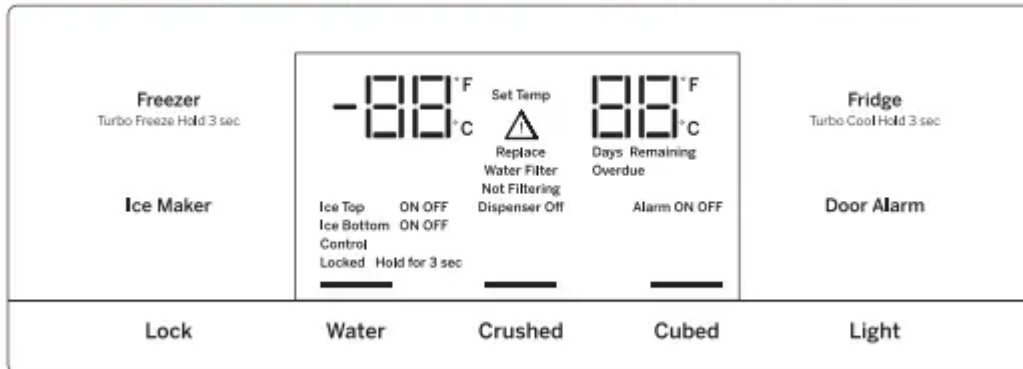 Freezer
Turbo Freeze Hold 3 sec
Ice Maker
-88 °F
°C
Set Temp
Replace
Water Filter
Not Filtering
Dispenser Off
88 °F
°C
Days Remaining
Overdue
Ice Top ON OFF
Ice Bottom ON OFF
Control
Locked Hold for 3 sec
Alarm ON OFF
Fridge
Turbo Cool Hold 3 sec
Door Alarm
Lock
Water
Crushed
Cubed
Light